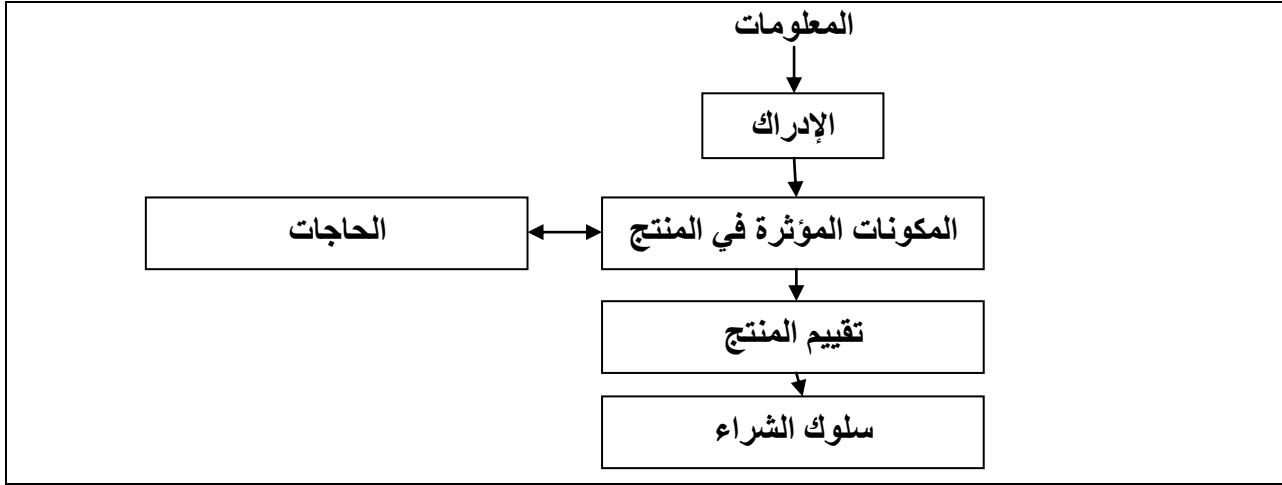 المعلومات
الإدراك
المكونات المؤثرة في المنتج
الحاجات
تقييم المنتج
سلوك الشراء